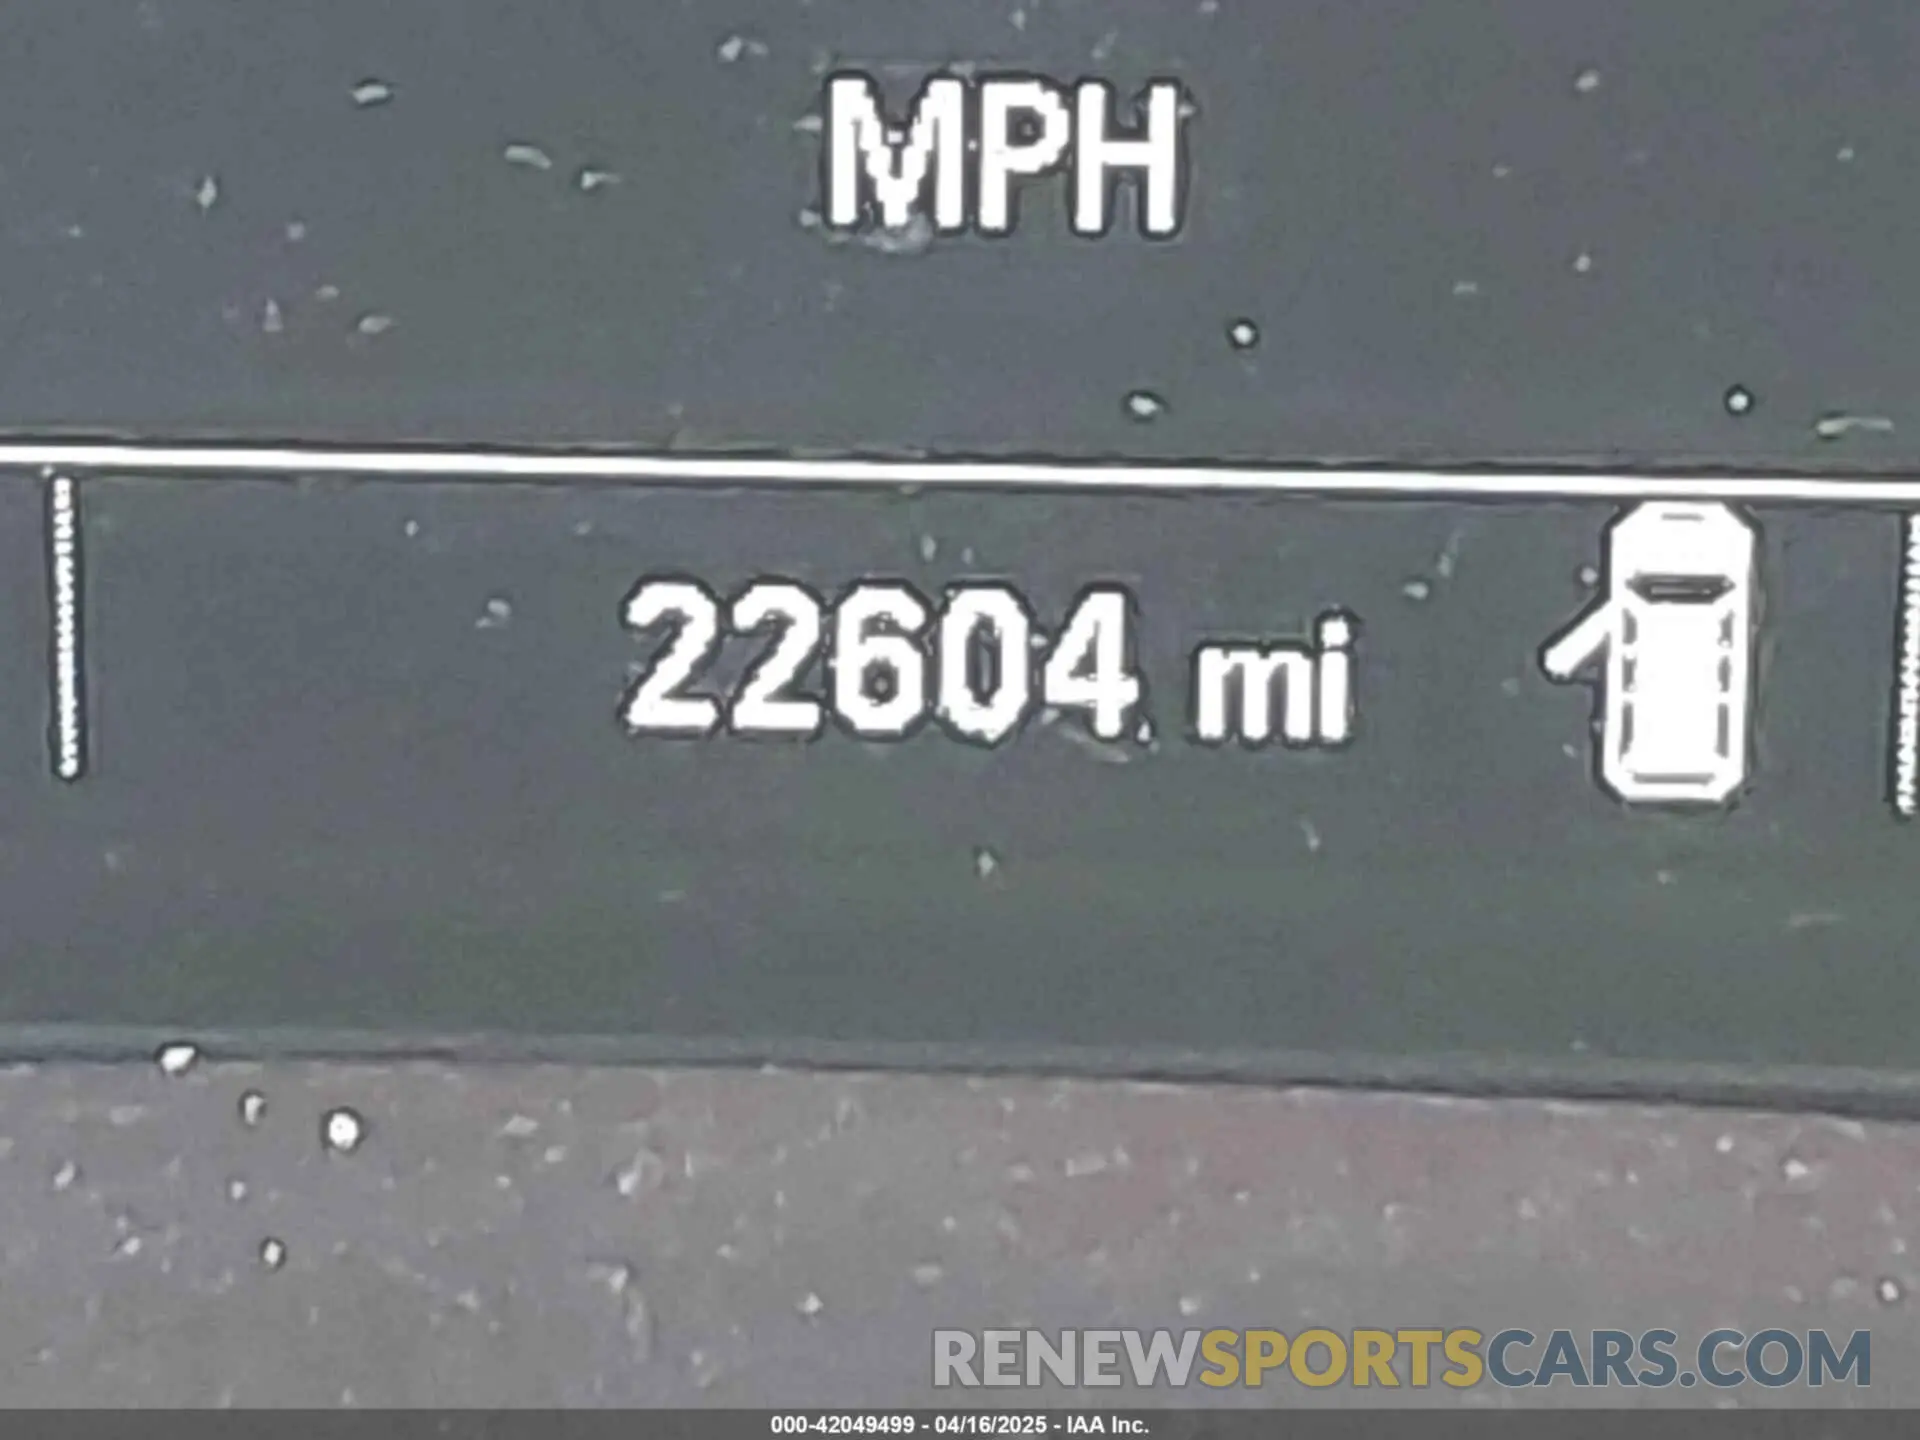 MPH
22604 mi
RENEWSPORTSCARS.COM
000-42049499 - 04/16/2025 - IAA Inc.